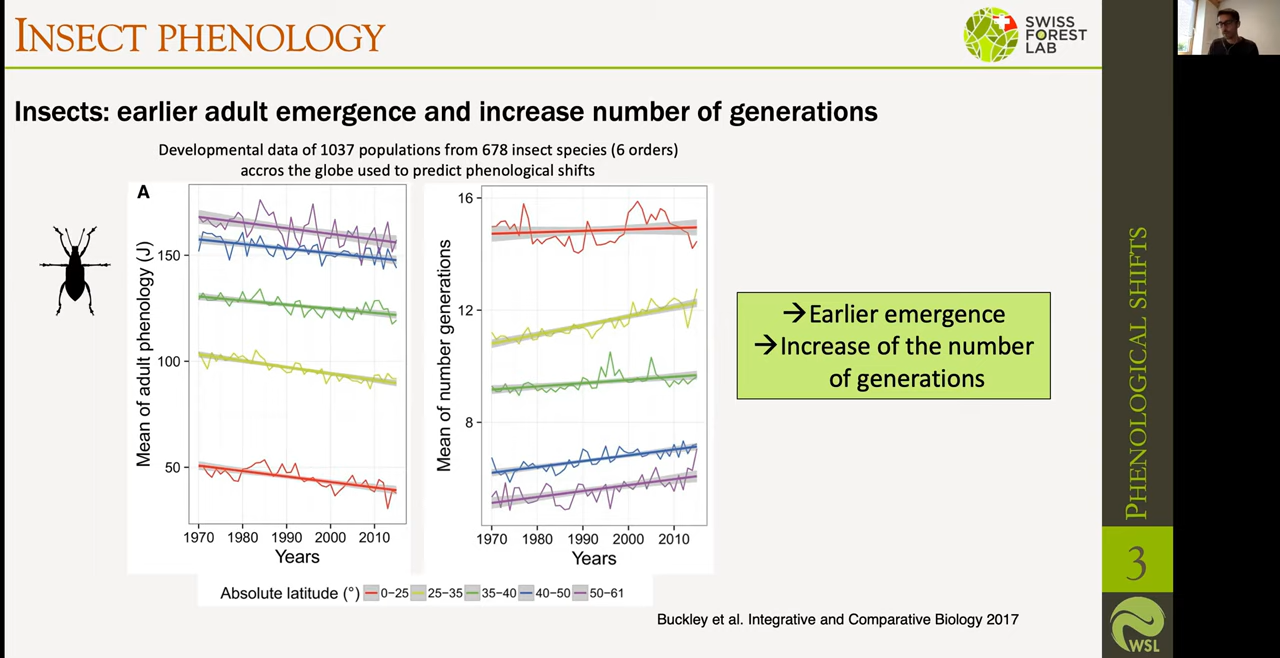 INSECT PHENOLOGY
SWISS
FOREST
LAB
Insects: earlier adult emergence and increase number of generations
Developmental data of 1037 populations from 678 insect species (6 orders)
accros the globe used to predict phenological shifts
A
Mean of adult phenology (J)
150
100
50
1970 1980 1990 2000 2010
Years
Mean of number generations
16
12
8
1970 1980 1990 2000 2010
Years
Absolute latitude (°) 0−25 25−35 35−40 40−50 50−61
→Earlier emergence
→Increase of the number
of generations
Buckley et al. Integrative and Comparative Biology 2017
PHENOLOGICAL SHIFTS
3
WSL